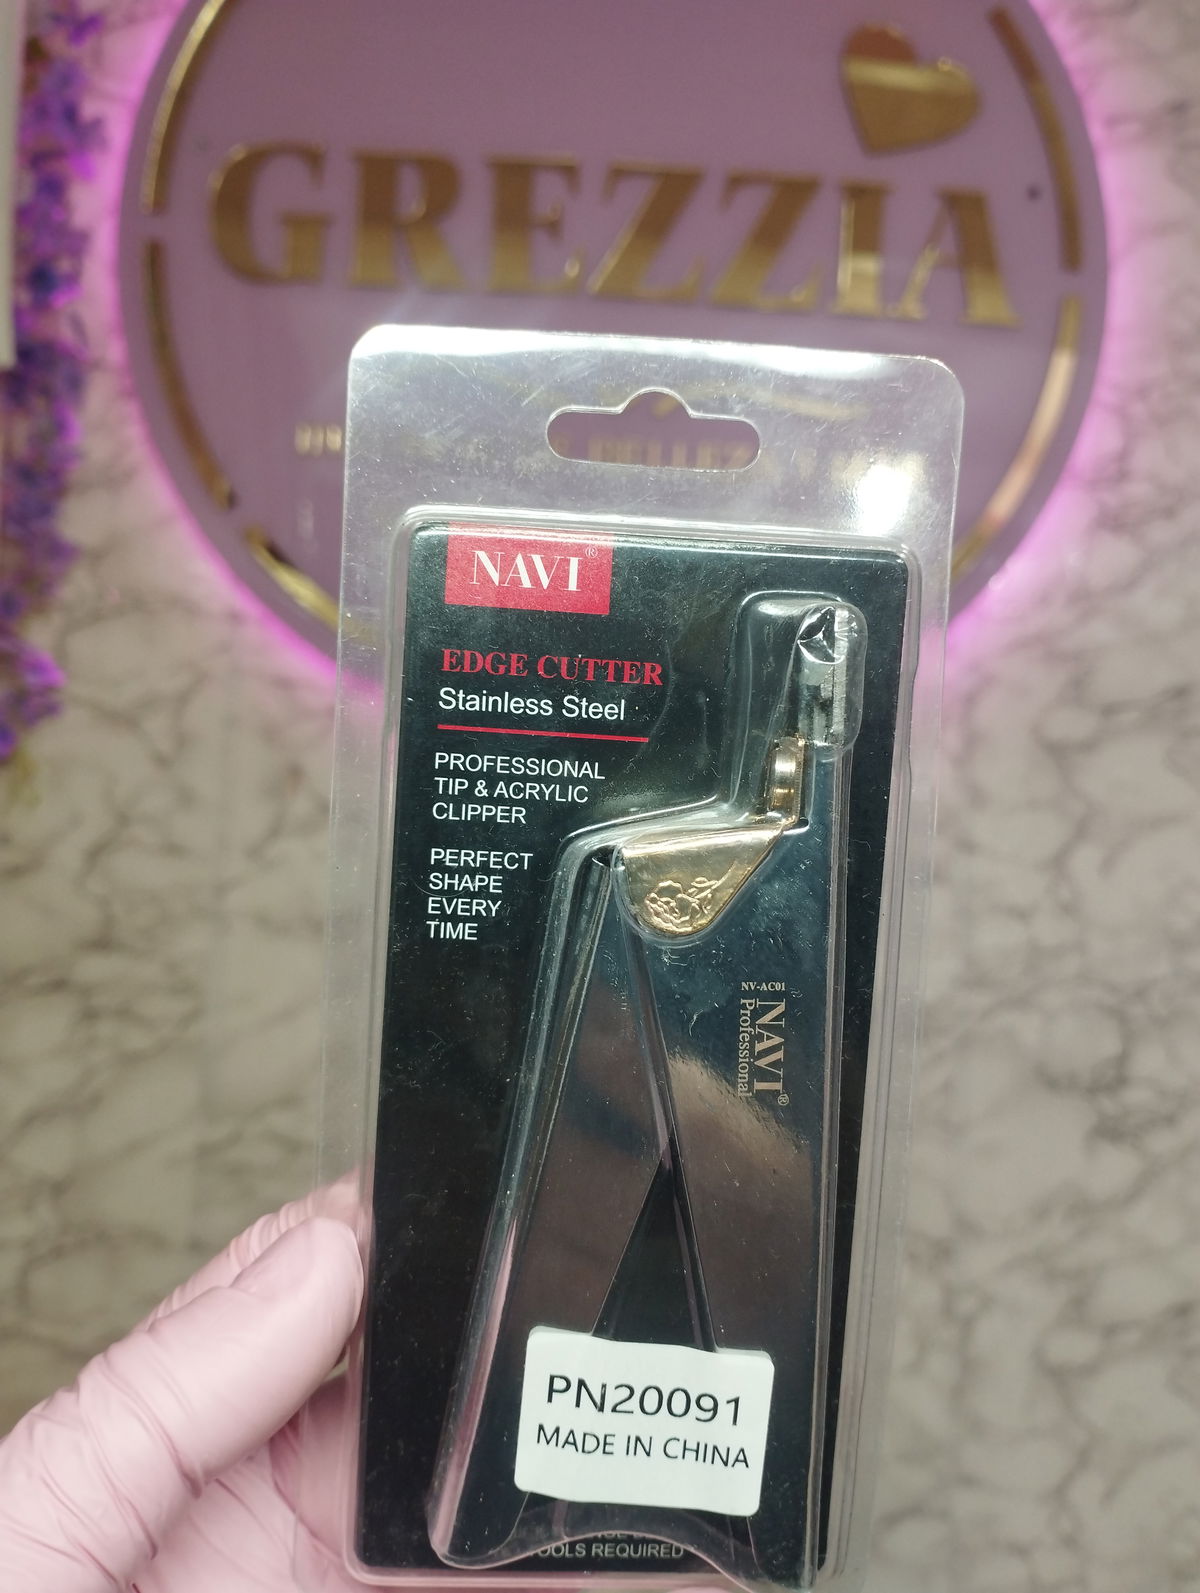 GREZZIA
NAVI®
EDGE CUTTER
Stainless Steel
PROFESSIONAL
TIP & ACRYLIC
CLIPPER
PERFECT
SHAPE
EVERY
TIME
NV-AC01
NAVI®
Professional
PN20091
MADE IN CHINA
TOOLS REQUIRED